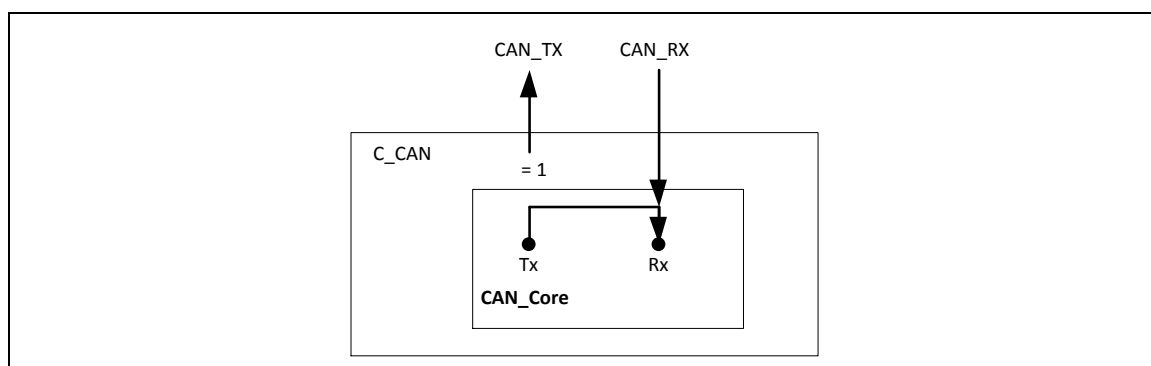 CAN_TX
CAN_RX
C_CAN
= 1
Tx
Rx
CAN_Core